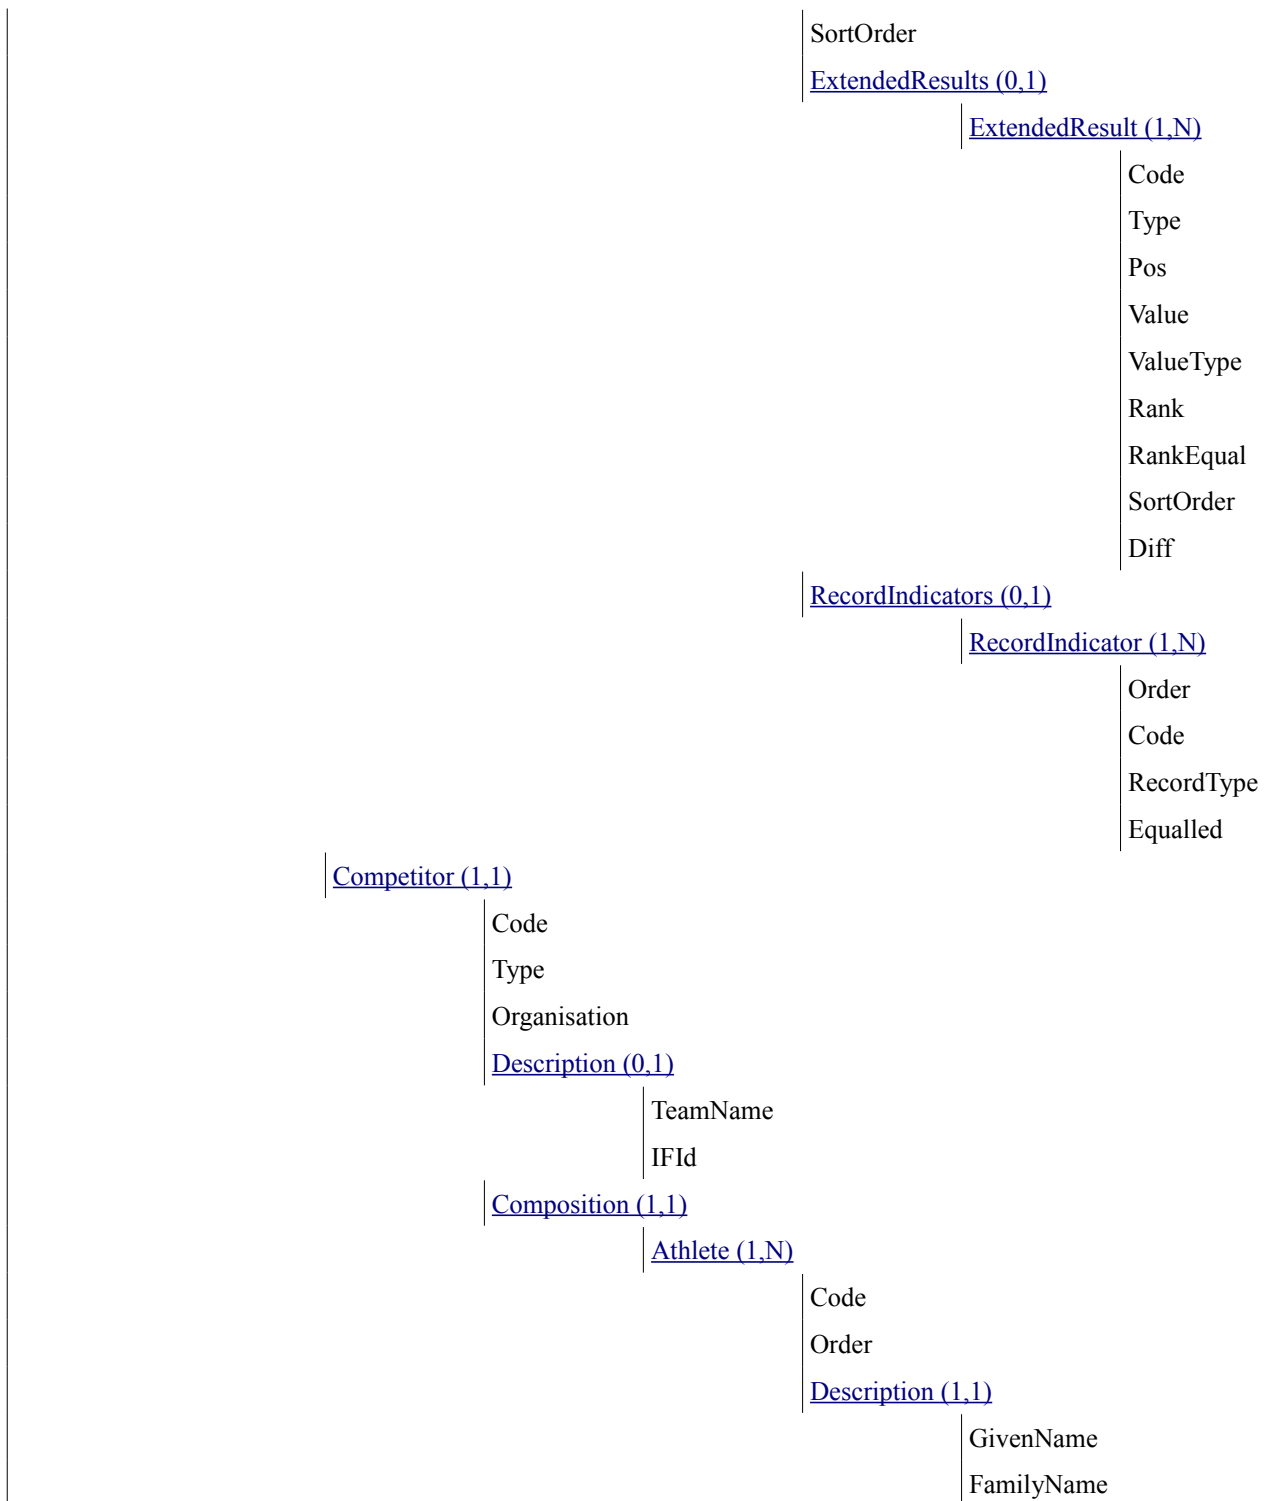 SortOrder
ExtendedResults (0,1)
ExtendedResult (1,N)
Code
Type
Pos
Value
ValueType
Rank
RankEqual
SortOrder
Diff
RecordIndicators (0,1)
RecordIndicator (1,N)
Order
Code
RecordType
Equalled
Competitor (1,1)
Code
Type
Organisation
Description (0,1)
TeamName
IFId
Composition (1,1)
Athlete (1,N)
Code
Order
Description (1,1)
GivenName
FamilyName